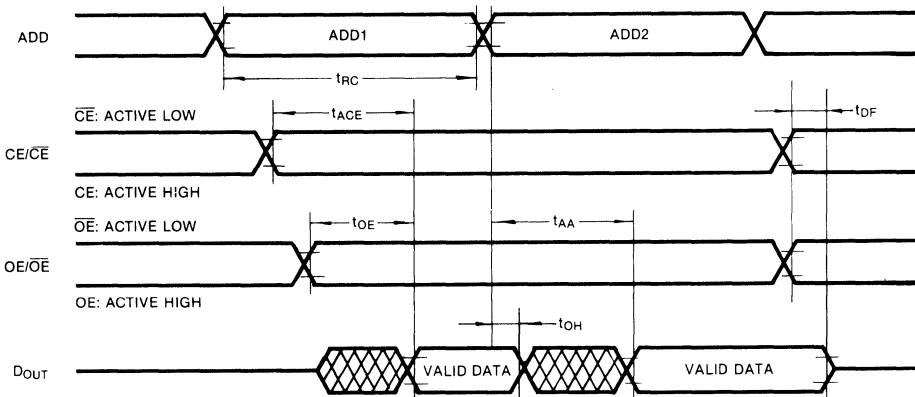 ADD
ADD1
ADD2
tRC
CE: ACTIVE LOW
tACE
tDF
CE/CE
CE: ACTIVE HIGH
OE: ACTIVE LOW
tOE
tAA
OE/OE
OE: ACTIVE HIGH
tOH
DOUT
VALID DATA
VALID DATA